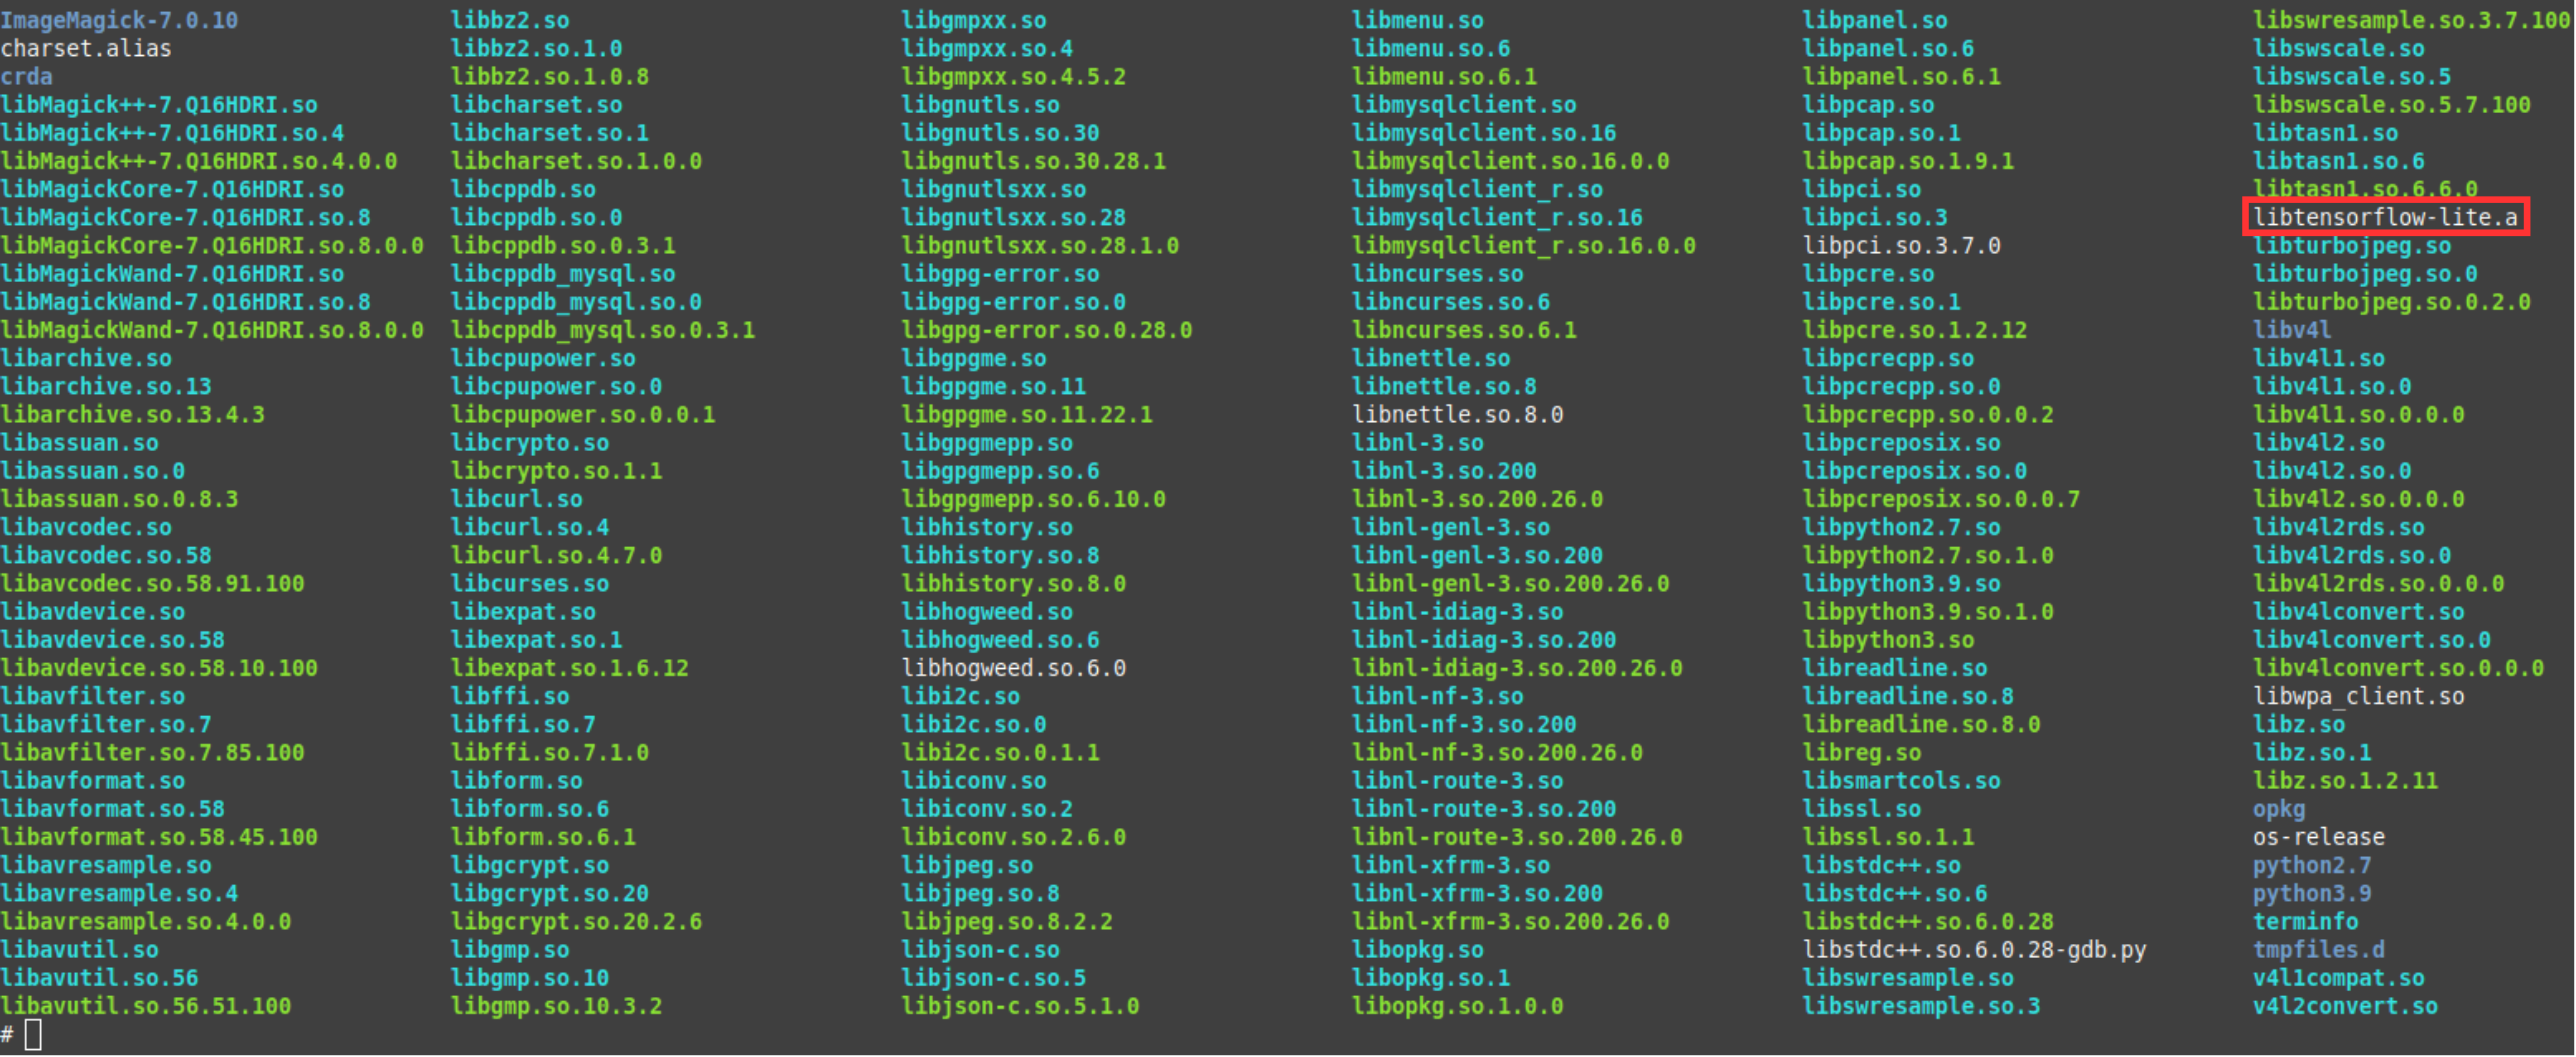 ImageMagick-7.0.10 libbz2.so libgmpxx.so libmenu.so libpanel.so libswresample.so.3.7.100
charset.alias libbz2.so.1.0 libgmpxx.so.4 libmenu.so.6 libpanel.so.6 libswscale.so
crda libbz2.so.1.0.8 libgmpxx.so.4.5.2 libmenu.so.6.1 libpanel.so.6.1 libswscale.so.5
libMagick++-7.Q16HDRI.so libcharset.so libgnutls.so libmysqlclient.so libpcap.so libswscale.so.5.7.100
libMagick++-7.Q16HDRI.so.4 libcharset.so.1 libgnutls.so.30 libmysqlclient.so.16 libpcap.so.1 libtasn1.so
libMagick++-7.Q16HDRI.so.4.0.0 libcharset.so.1.0.0 libgnutls.so.30.28.1 libmysqlclient.so.16.0.0 libpcap.so.1.9.1 libtasn1.so.6
libMagickCore-7.Q16HDRI.so libcppdb.so libgnutlsxx.so libmysqlclient_r.so libpci.so libtasn1.so.6.6.0
libMagickCore-7.Q16HDRI.so.8 libcppdb.so.0 libgnutlsxx.so.28 libmysqlclient_r.so.16 libpci.so.3 libtensorflow-lite.a
libMagickCore-7.Q16HDRI.so.8.0.0 libcppdb.so.0.3.1 libgnutlsxx.so.28.1.0 libmysqlclient_r.so.16.0.0 libpci.so.3.7.0 libturbojpeg.so
libMagickWand-7.Q16HDRI.so libcppdb_mysql.so libgpg-error.so libncurses.so libpcre.so libturbojpeg.so.0
libMagickWand-7.Q16HDRI.so.8 libcppdb_mysql.so.0 libgpg-error.so.0 libncurses.so.6 libpcre.so.1 libturbojpeg.so.0.2.0
libMagickWand-7.Q16HDRI.so.8.0.0 libcppdb_mysql.so.0.3.1 libgpg-error.so.0.28.0 libncurses.so.6.1 libpcre.so.1.2.12 libv4l
libarchive.so libcpupower.so libgpgme.so libnettle.so libpcrecpp.so libv4l1.so
libarchive.so.13 libcpupower.so.0 libgpgme.so.11 libnettle.so.8 libpcrecpp.so.0 libv4l1.so.0
libarchive.so.13.4.3 libcpupower.so.0.0.1 libgpgme.so.11.22.1 libnettle.so.8.0 libpcrecpp.so.0.0.2 libv4l1.so.0.0.0
libassuan.so libcrypto.so libgpgmepp.so libnl-3.so libpcreposix.so libv4l2.so
libassuan.so.0 libcrypto.so.1.1 libgpgmepp.so.6 libnl-3.so.200 libpcreposix.so.0 libv4l2.so.0
libassuan.so.0.8.3 libcurl.so libgpgmepp.so.6.10.0 libnl-3.so.200.26.0 libpcreposix.so.0.0.7 libv4l2.so.0.0.0
libavcodec.so libcurl.so.4 libhistory.so libnl-genl-3.so libpython2.7.so libv4l2rds.so
libavcodec.so.58 libcurl.so.4.7.0 libhistory.so.8 libnl-genl-3.so.200 libpython2.7.so.1.0 libv4l2rds.so.0
libavcodec.so.58.91.100 libcurses.so libhistory.so.8.0 libnl-genl-3.so.200.26.0 libpython3.9.so libv4l2rds.so.0.0.0
libavdevice.so libexpat.so libhogweed.so libnl-idiag-3.so libpython3.9.so.1.0 libv4lconvert.so
libavdevice.so.58 libexpat.so.1 libhogweed.so.6 libnl-idiag-3.so.200 libpython3.so libv4lconvert.so.0
libavdevice.so.58.10.100 libexpat.so.1.6.12 libhogweed.so.6.0 libnl-idiag-3.so.200.26.0 libreadline.so libv4lconvert.so.0.0.0
libavfilter.so libffi.so libi2c.so libnl-nf-3.so libreadline.so.8 libwpa_client.so
libavfilter.so.7 libffi.so.7 libi2c.so.0 libnl-nf-3.so.200 libreadline.so.8.0 libz.so
libavfilter.so.7.85.100 libffi.so.7.1.0 libi2c.so.0.1.1 libnl-nf-3.so.200.26.0 libreg.so libz.so.1
libavformat.so libform.so libiconv.so libnl-route-3.so libsmartcols.so libz.so.1.2.11
libavformat.so.58 libform.so.6 libiconv.so.2 libnl-route-3.so.200 libssl.so opkg
libavformat.so.58.45.100 libform.so.6.1 libiconv.so.2.6.0 libnl-route-3.so.200.26.0 libssl.so.1.1 os-release
libavresample.so libgcrypt.so libjpeg.so libnl-xfrm-3.so libstdc++.so python2.7
libavresample.so.4 libgcrypt.so.20 libjpeg.so.8 libnl-xfrm-3.so.200 libstdc++.so.6 python3.9
libavresample.so.4.0.0 libgcrypt.so.20.2.6 libjpeg.so.8.2.2 libnl-xfrm-3.so.200.26.0 libstdc++.so.6.0.28 terminfo
libavutil.so libgmp.so libjson-c.so libopkg.so libstdc++.so.6.0.28-gdb.py tmpfiles.d
libavutil.so.56 libgmp.so.10 libjson-c.so.5 libopkg.so.1 libswresample.so v4l1compat.so
libavutil.so.56.51.100 libgmp.so.10.3.2 libjson-c.so.5.1.0 libopkg.so.1.0.0 libswresample.so.3 v4l2convert.so
#